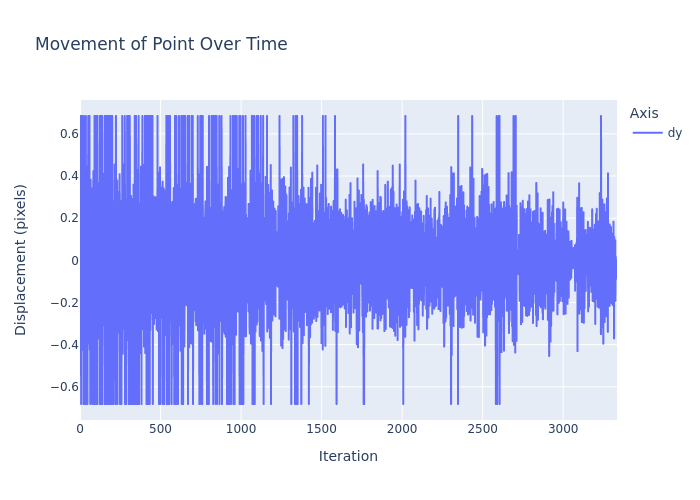 Movement of Point Over Time
Axis
dy
Displacement (pixels)
0.6
0.4
0.2
0
−0.2
−0.4
−0.6
0 500 1000 1500 2000 2500 3000
Iteration